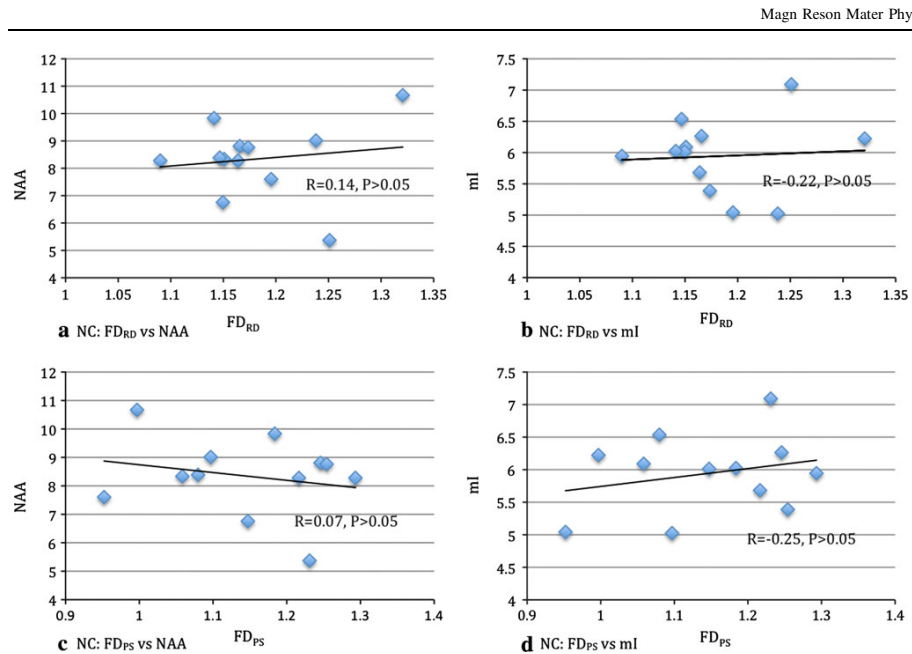 Magn Reson Mater Phy
12
11
10
9
8
7
6
5
4
NAA
R=0.14, P>0.05
1 1.05 1.1 1.15 1.2 1.25 1.3 1.35
FDRD
a NC: FDRD vs NAA
7.5
7
6.5
6
5.5
5
4.5
4
mI
R=-0.22, P>0.05
1 1.05 1.1 1.15 1.2 1.25 1.3 1.35
FDRD
b NC: FDRD vs mI
12
11
10
9
8
7
6
5
4
NAA
R=0.07, P>0.05
0.9 1 1.1 1.2 1.3 1.4
FDPS
c NC: FDPS vs NAA
7.5
7
6.5
6
5.5
5
4.5
4
mI
R=-0.25, P>0.05
0.9 1 1.1 1.2 1.3 1.4
FDPS
d NC: FDPS vs mI